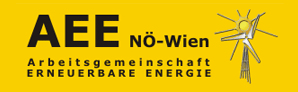 AEE NÖ-Wien
Arbeitsgemeinschaft
ERNEUERBARE ENERGIE